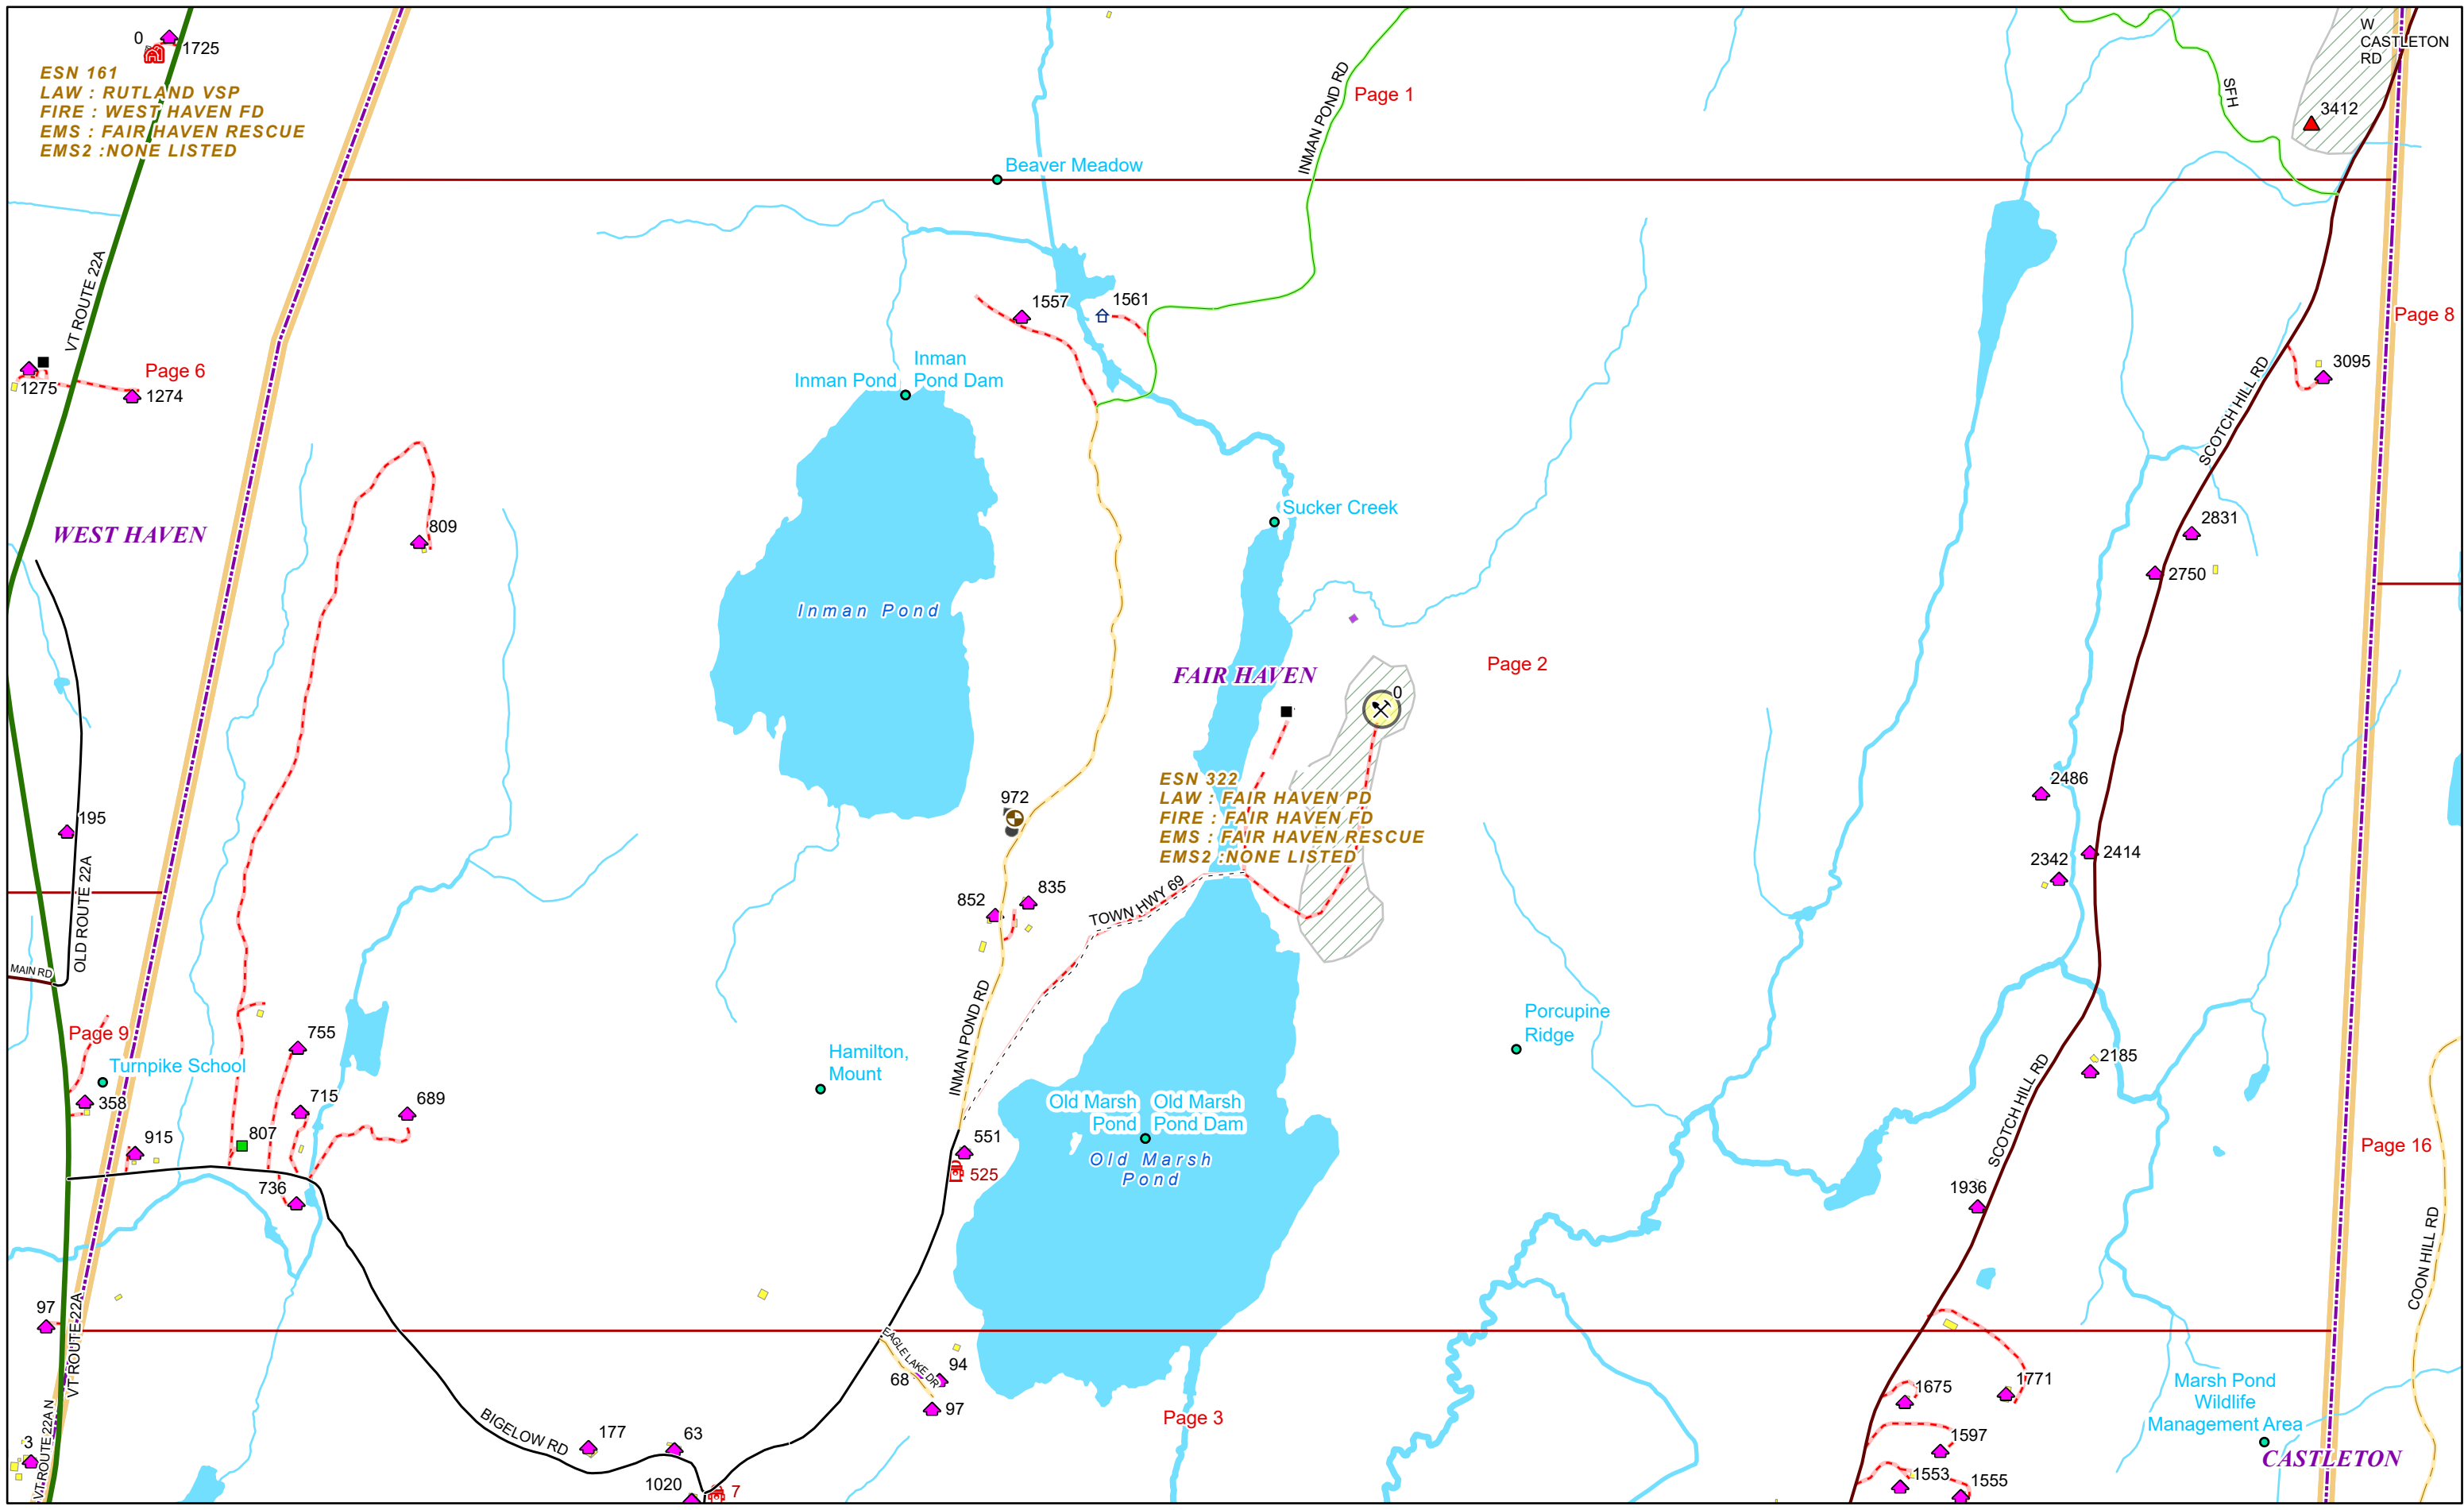 0
1725
ESN 161
LAW : RUTLAND VSP
FIRE : WEST HAVEN FD
EMS : FAIR HAVEN RESCUE
EMS2 :NONE LISTED
INMAN POND RD
Page 1
SFH
W
CASTLETON
RD
3412
Beaver Meadow
VT ROUTE 22A
Page 6
1275
1274
1557
1561
Inman Pond
Inman
Pond Dam
Page 8
3095
SCOTCH HILL RD
809
WEST HAVEN
Sucker Creek
2831
2750
Inman Pond
FAIR HAVEN
Page 2
0
972
ESN 322
LAW : FAIR HAVEN PD
FIRE : FAIR HAVEN FD
EMS : FAIR HAVEN RESCUE
EMS2 :NONE LISTED
2486
2414
2342
195
OLD ROUTE 22A
852
835
TOWN HWY 69
MAIN RD
INMAN POND RD
Page 9
Turnpike School
358
755
715
689
915
807
736
Hamilton,
Mount
Porcupine
Ridge
Old Marsh
Pond
Old Marsh
Pond Dam
Old Marsh
Pond
551
525
2185
SCOTCH HILL RD
Page 16
1936
COON HILL RD
97
VT ROUTE 22A
EAGLE LAKE DR
94
68
97
Page 3
1675
1771
Marsh Pond
Wildlife
Management Area
CASTLETON
VT ROUTE 22A N
3
BIGELOW RD
177
63
1020
7
1597
1553
1555